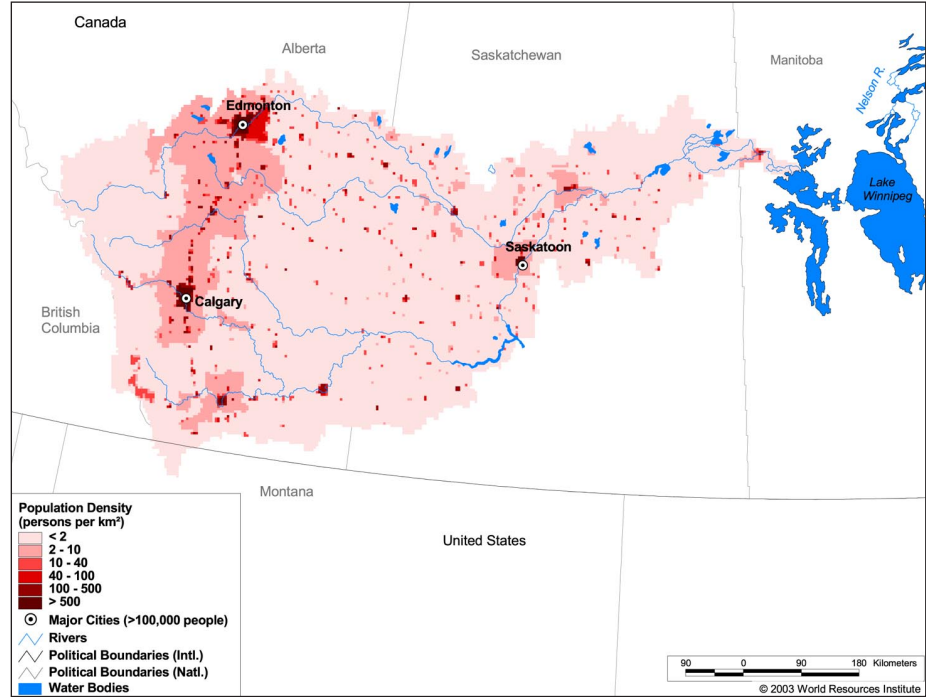 Canada
Alberta
Saskatchewan
Manitoba
Nelson R.
Edmonton
Lake
Winnipeg
Saskatoon
Calgary
British
Columbia
Montana
United States
Population Density
(persons per km²)
< 2
2 - 10
10 - 40
40 - 100
100 - 500
> 500
Major Cities (>100,000 people)
Rivers
Political Boundaries (Intl.)
Political Boundaries (Natl.)
Water Bodies
90 0 90 180 Kilometers
© 2003 World Resources Institute